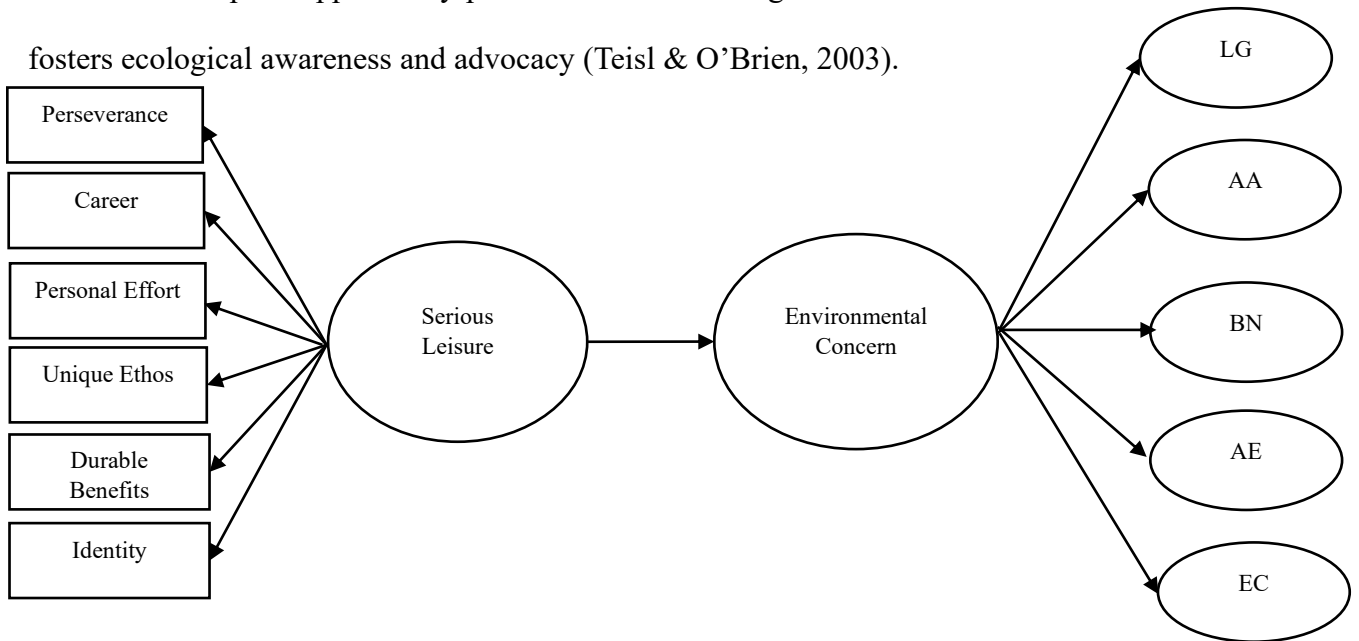 fosters ecological awareness and advocacy (Teisl & O’Brien, 2003).
Perseverance
Career
Personal Effort
Unique Ethos
Durable
Benefits
Identity
Serious
Leisure
Environmental
Concern
LG
AA
BN
AE
EC